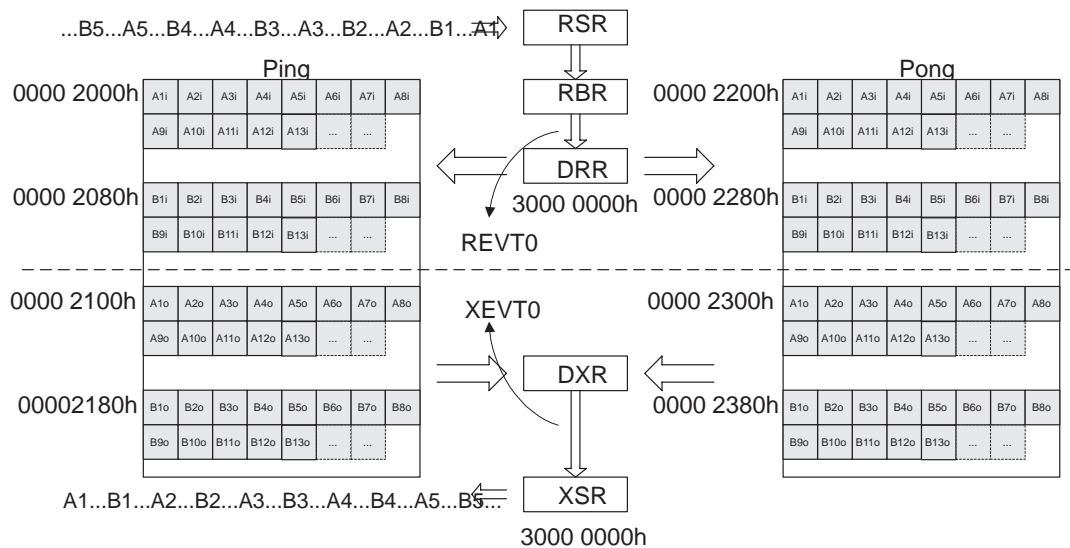 ...B5...A5...B4...A4...B3...A3...B2...A2...B1...A1
RSR
Ping
Pong
0000 2000h
A1i A2i A3i A4i A5i A6i A7i A8i
A9i A10i A11i A12i A13i ... ...
RBR
0000 2200h
A1i A2i A3i A4i A5i A6i A7i A8i
A9i A10i A11i A12i A13i ... ...
DRR
3000 0000h
0000 2080h
B1i B2i B3i B4i B5i B6i B7i B8i
B9i B10i B11i B12i B13i ... ...
REVT0
0000 2280h
B1i B2i B3i B4i B5i B6i B7i B8i
B9i B10i B11i B12i B13i ... ...
0000 2100h
A1o A2o A3o A4o A5o A6o A7o A8o
A9o A10o A11o A12o A13o ... ...
XEVT0
0000 2300h
A1o A2o A3o A4o A5o A6o A7o A8o
A9o A10o A11o A12o A13o ... ...
DXR
00002180h
B1o B2o B3o B4o B5o B6o B7o B8o
B9o B10o B11o B12o B13o ... ...
0000 2380h
B1o B2o B3o B4o B5o B6o B7o B8o
B9o B10o B11o B12o B13o ... ...
A1...B1...A2...B2...A3...B3...A4...B4...A5...B5...
XSR
3000 0000h